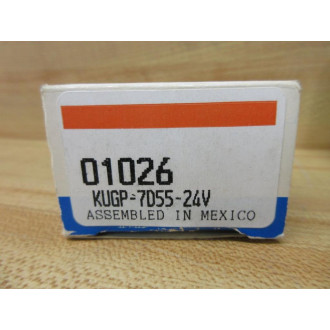 01026
KUGP-7D55-24V
ASSEMBLED IN MEXICO